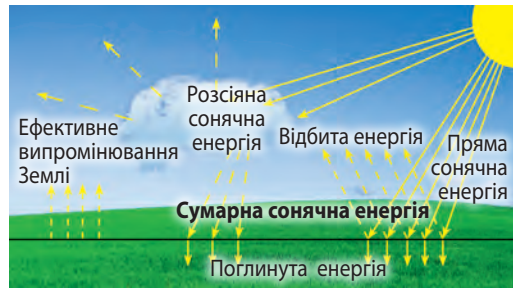 Розсіяна
сонячна
енергія
Ефективне
випромінювання
Землі
Відбита енергія
Пряма
сонячна
енергія
Сумарна сонячна енергія
Поглинута енергія